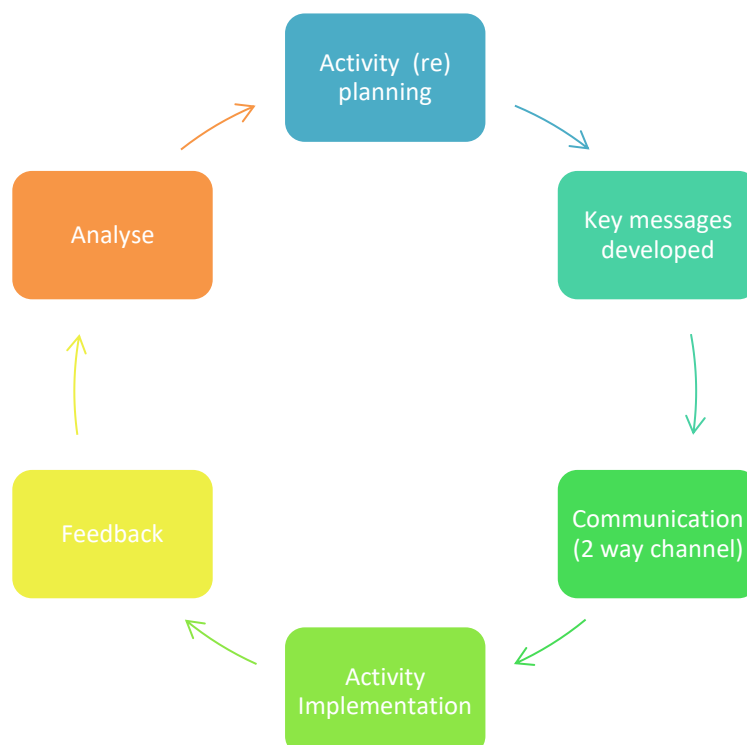 Activity (re)
planning
Key messages
developed
Communication
(2 way channel)
Activity
Implementation
Feedback
Analyse